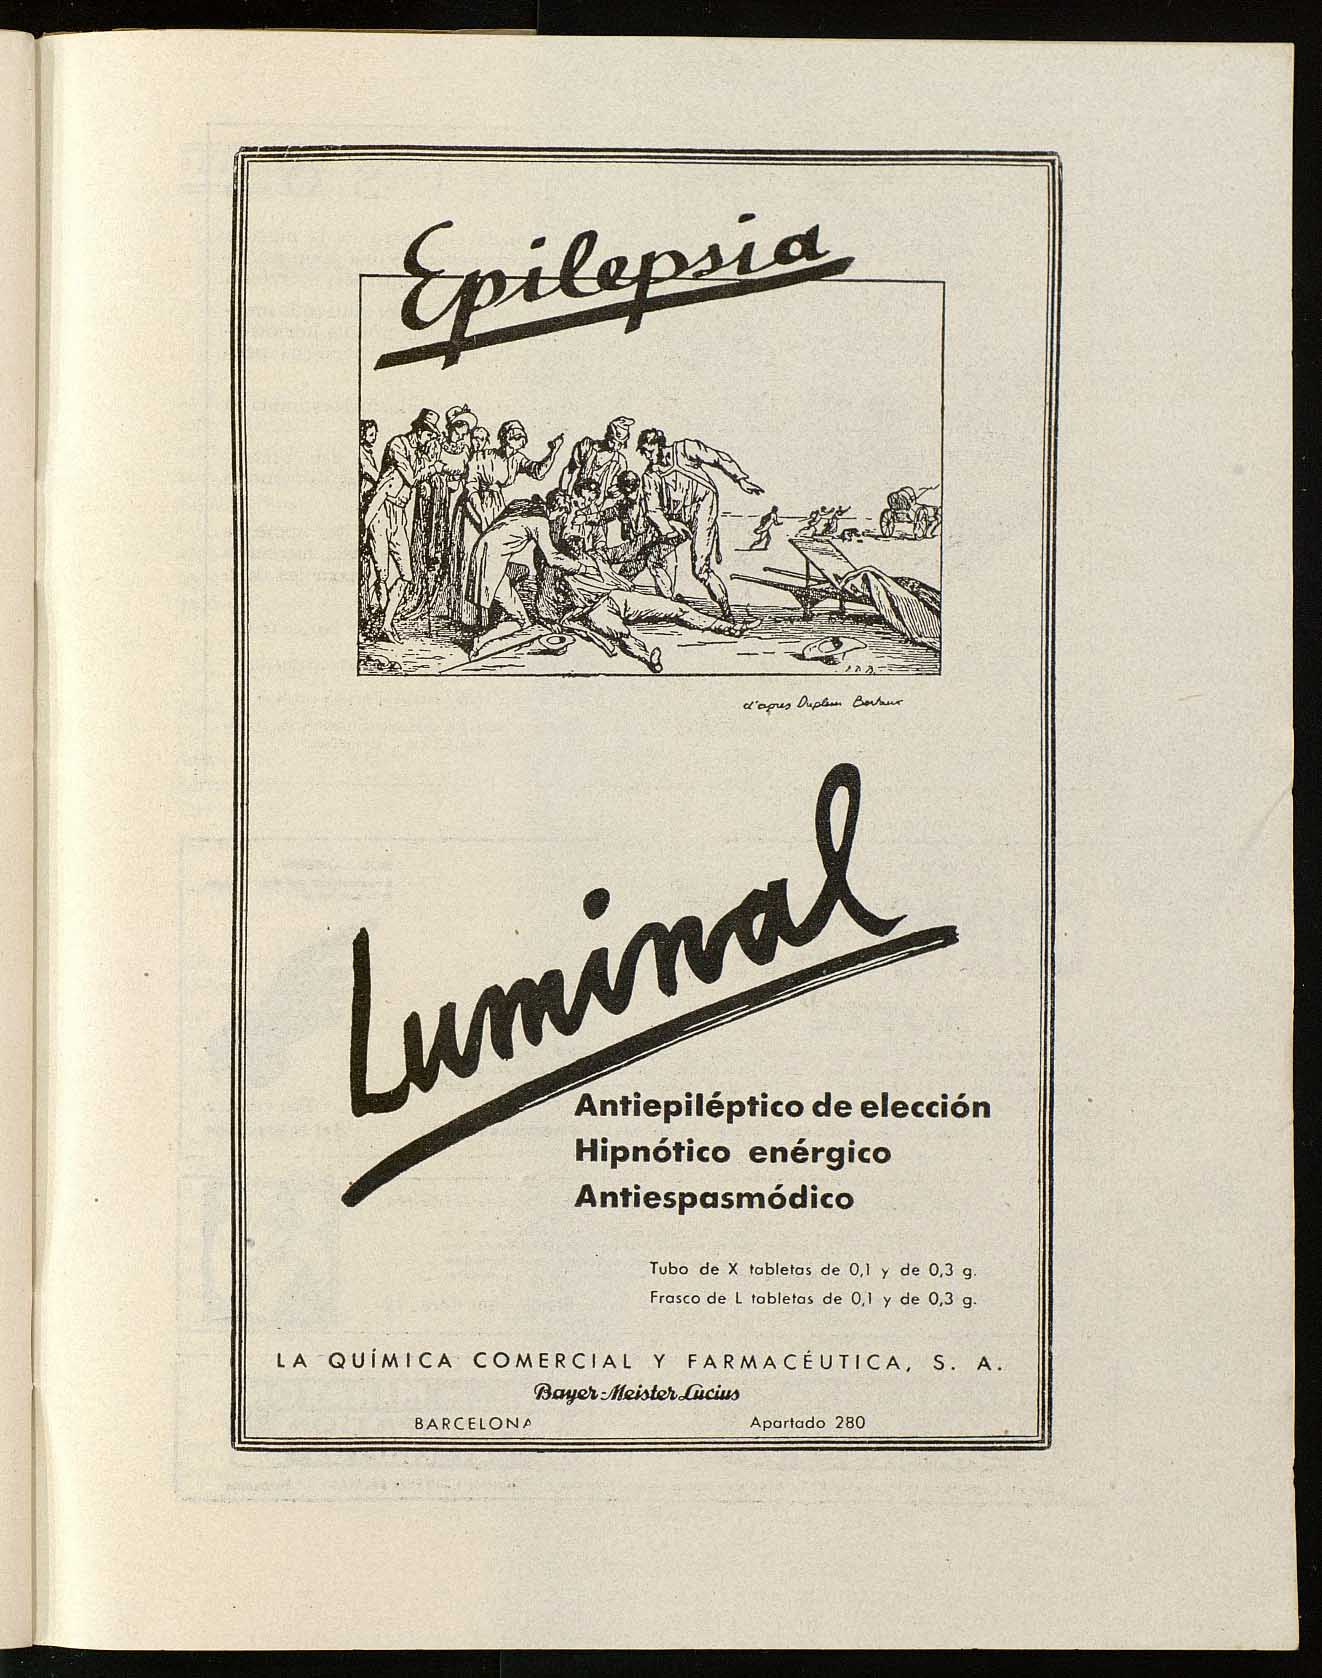 Epilepsia
d'après Duplessi Bertaux
Luminal
Antiepiléptico de elección
Hipnótico enérgico
Antiespasmódico
Tubo de X tabletas de 0,1 y de 0,3 g.
Frasco de L tabletas de 0,1 y de 0,3 g.
LA QUÍMICA COMERCIAL Y FARMACÉUTICA, S. A.
Bayer-Meister Lucius
BARCELONA Apartado 280